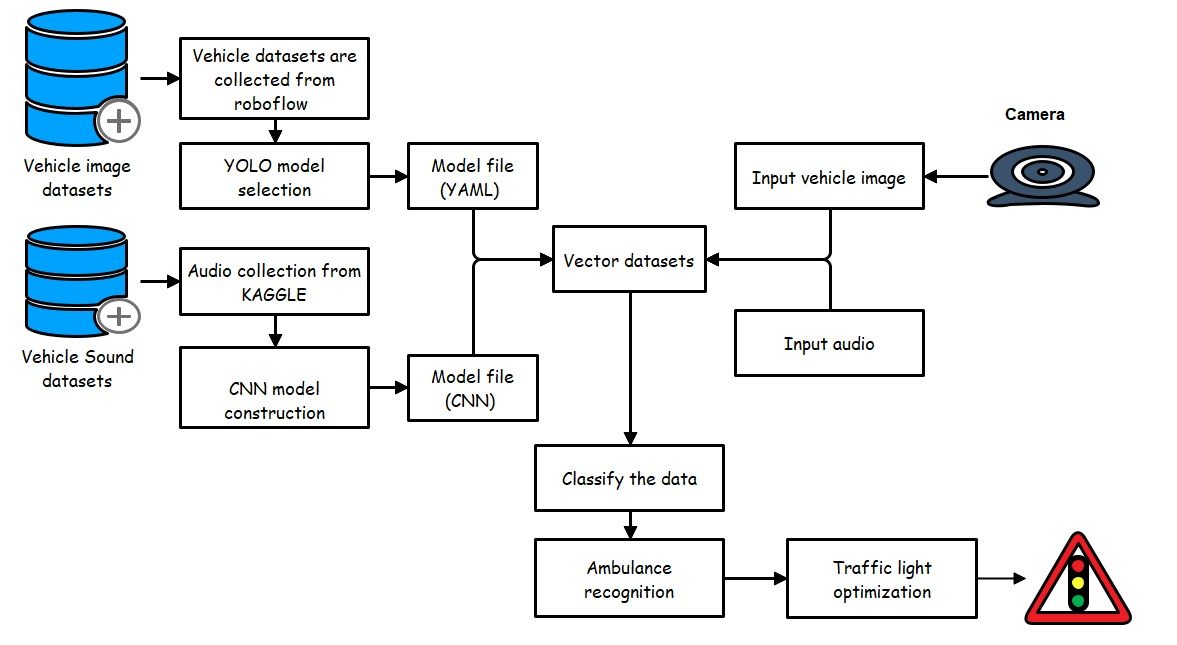 Vehicle datasets are
collected from
roboflow
Vehicle image
datasets
YOLO model
selection
Model file
(YAML)
Camera
Input vehicle image
Vehicle Sound
datasets
Audio collection from
KAGGLE
CNN model
construction
Model file
(CNN)
Vector datasets
Input audio
Classify the data
Ambulance
recognition
Traffic light
optimization